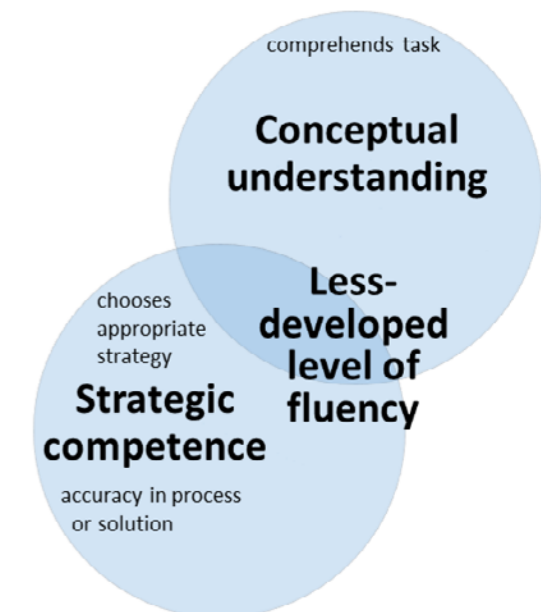 comprehends task
Conceptual
understanding
Less-
developed
level of
fluency
chooses
appropriate
strategy
Strategic
competence
accuracy in process
or solution